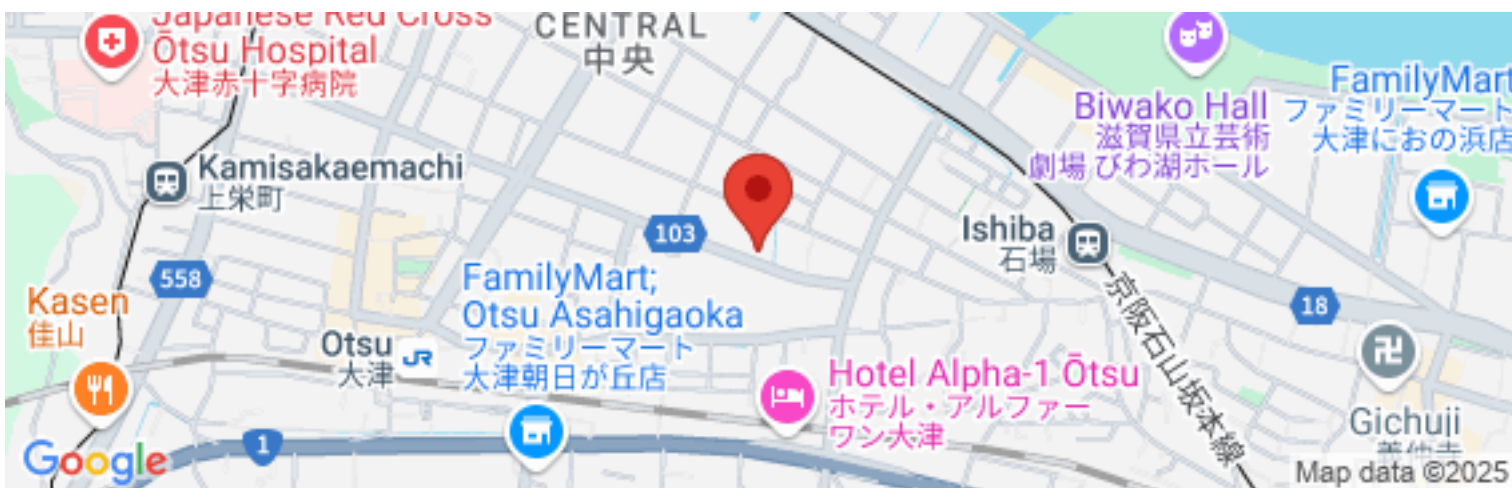 Japanese Red Cross
Ōtsu Hospital
大津赤十字病院
CENTRAL
中央
Biwako Hall
滋賀県立芸術
劇場 びわ湖ホール
FamilyMart
ファミリーマート
大津におの浜店
Kamisakaemachi
上栄町
103
Ishiba
石場
558
Kasen
佳山
FamilyMart;
Otsu Asahigaoka
ファミリーマート
大津朝日が丘店
Otsu
大津
JR
京阪石山坂本線
18
Hotel Alpha-1 Ōtsu
ホテル・アルファー
ワン大津
Gichuji
義仲寺
1
Google
Map data ©2025